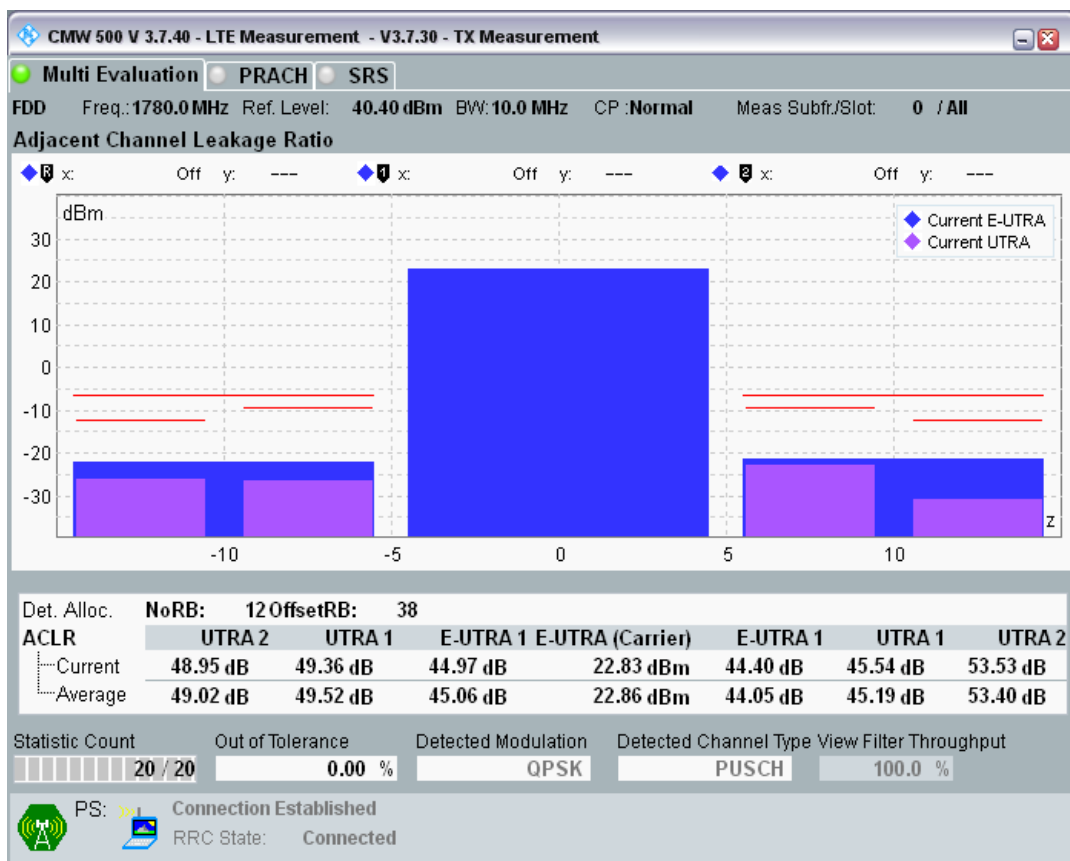 CMW 500 V 3.7.40 - LTE Measurement - V3.7.30 - TX Measurement
Multi Evaluation PRACH SRS
FDD Freq.: 1780.0 MHz Ref. Level: 40.40 dBm BW: 10.0 MHz CP :Normal Meas Subfr./Slot: 0 / All
Adjacent Channel Leakage Ratio
R x: Off y: --- 1 x: Off y: --- 2 x: Off y: ---
dBm
Current E-UTRA
Current UTRA
30
20
10
0
-10
-20
-30
z
-10 -5 0 5 10
Det. Alloc. NoRB: 12 OffsetRB: 38
ACLR UTRA 2 UTRA 1 E-UTRA 1 E-UTRA (Carrier) E-UTRA 1 UTRA 1 UTRA 2
Current 48.95 dB 49.36 dB 44.97 dB 22.83 dBm 44.40 dB 45.54 dB 53.53 dB
Average 49.02 dB 49.52 dB 45.06 dB 22.86 dBm 44.05 dB 45.19 dB 53.40 dB
Statistic Count Out of Tolerance Detected Modulation Detected Channel Type View Filter Throughput
20 / 20 0.00 % QPSK PUSCH 100.0 %
PS: Connection Established
RRC State: Connected